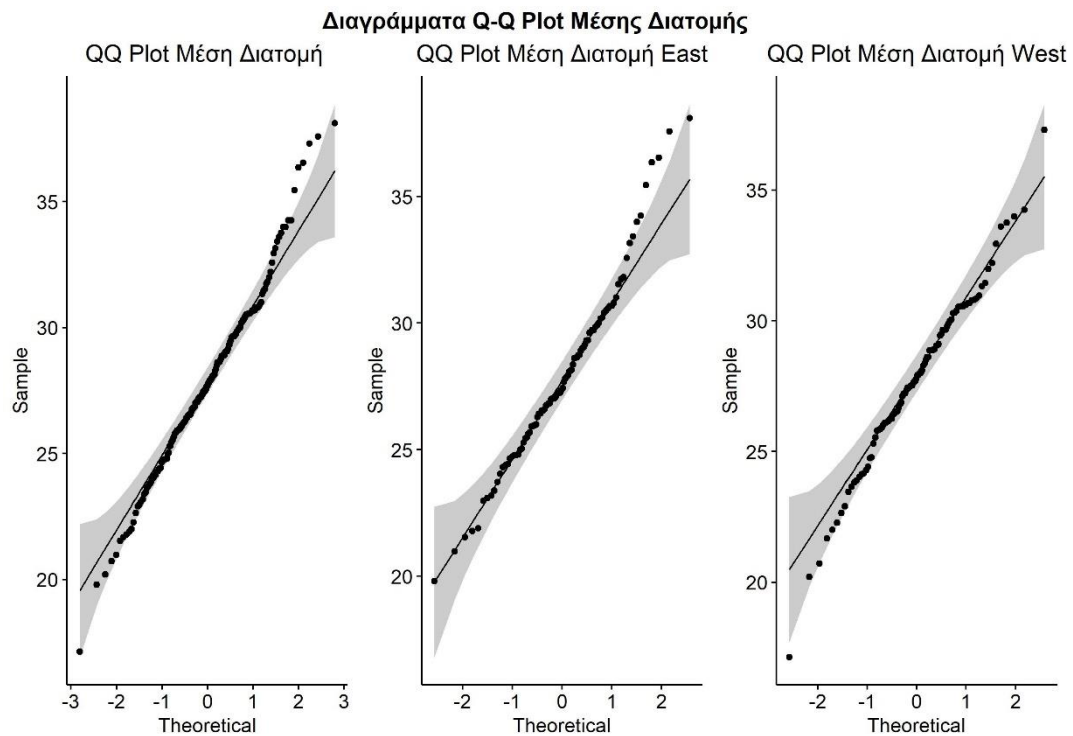 Διαγράμματα Q-Q Plot Μέσης Διατομής
QQ Plot Μέση Διατομή
QQ Plot Μέση Διατομή East
QQ Plot Μέση Διατομή West
Sample
35
30
25
20
-3 -2 -1 0 1 2 3
Theoretical
Sample
35
30
25
20
-2 -1 0 1 2
Theoretical
Sample
35
30
25
20
-2 -1 0 1 2
Theoretical